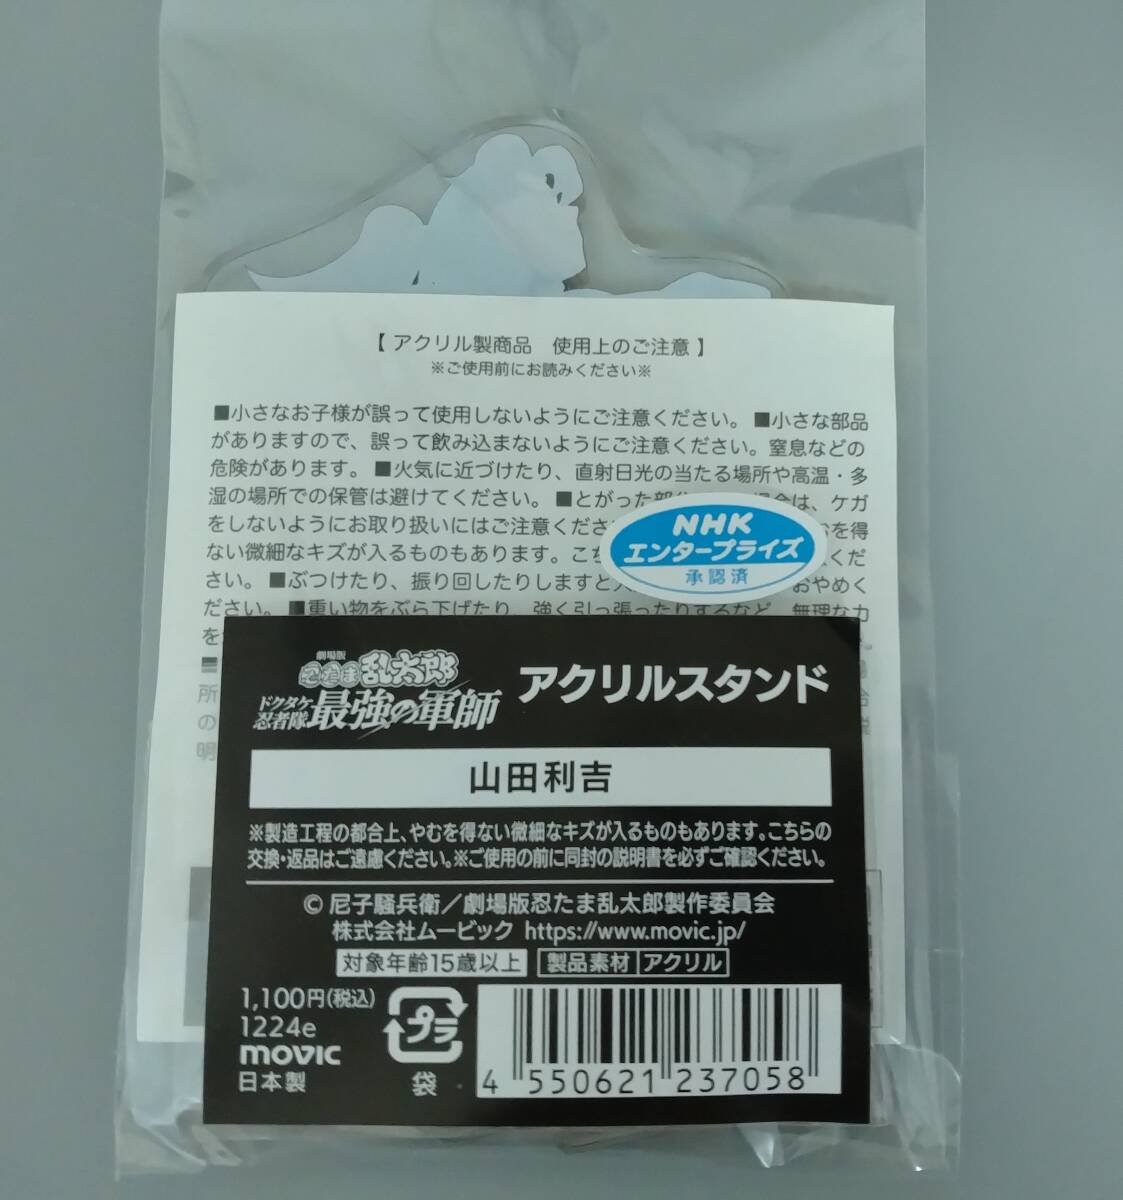 【 アクリル製商品　使用上のご注意 】
※ご使用前にお読みください※
■小さなお子様が誤って使用しないようにご注意ください。 ■小さな部品
がありますので、誤って飲み込まないようにご注意ください。窒息などの
危険があります。 ■火気に近づけたり、直射日光の当たる場所や高温・多
湿の場所での保管は避けてください。 ■とがった部分 は、ケガ
をしないようにお取り扱いにはご注意くださ を得
ない微細なキズが入るものもあります。こち くだ
さい。 ■ぶつけたり、振り回したりしますと おやめく
ださい。 ■重い物をぶら下げたり、強く引っ張ったりするなど、無理な力
を
所
の
明
NHK
エンタープライズ
承認済
劇場版
忍たま乱太郎
ドクタケ忍者隊 最強の軍師
アクリルスタンド
山田利吉
※製造工程の都合上、やむを得ない微細なキズが入るものもあります。こちらの
交換・返品はご遠慮ください。※ご使用の前に同封の説明書を必ずご確認ください。
© 尼子騒兵衛／劇場版忍たま乱太郎製作委員会
株式会社ムービック https://www.movic.jp/
対象年齢15歳以上 製品素材 アクリル
1,100円(税込)
1224e
movic
日本製
プラ
袋
4 550621 237058